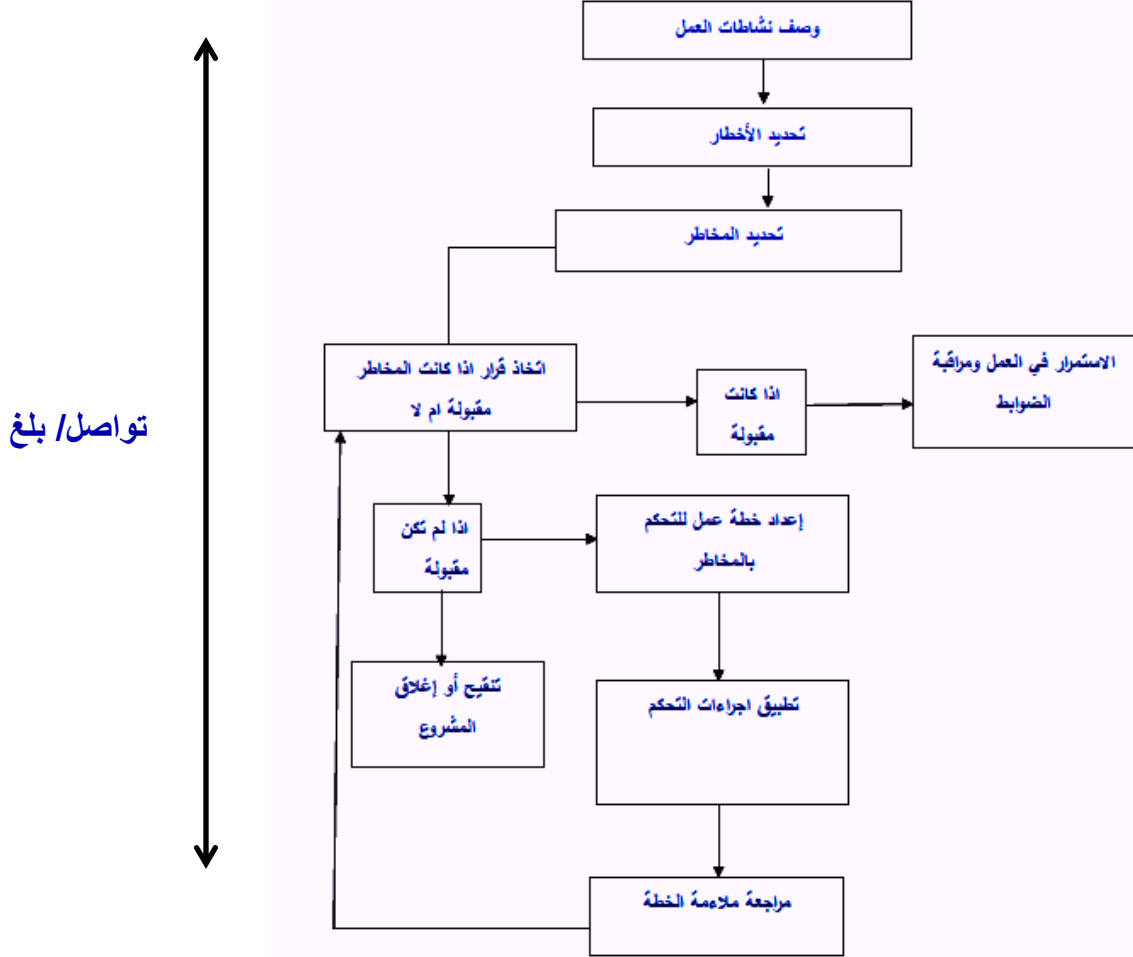 وصف نشاطات العمل
تحديد الأخطار
تحديد المخاطر
اتخاذ قرار اذا كانت المخاطر
مقبولة ام لا
اذا كانت
مقبولة
الاستمرار في العمل ومراقبة
الضوابط
تواصل/ بلغ
اذا لم تكن
مقبولة
إعداد خطة عمل للتحكم
بالمخاطر
تنقيح أو إغلاق
المشروع
تطبيق اجراءات التحكم
مراجعة ملاءمة الخطة